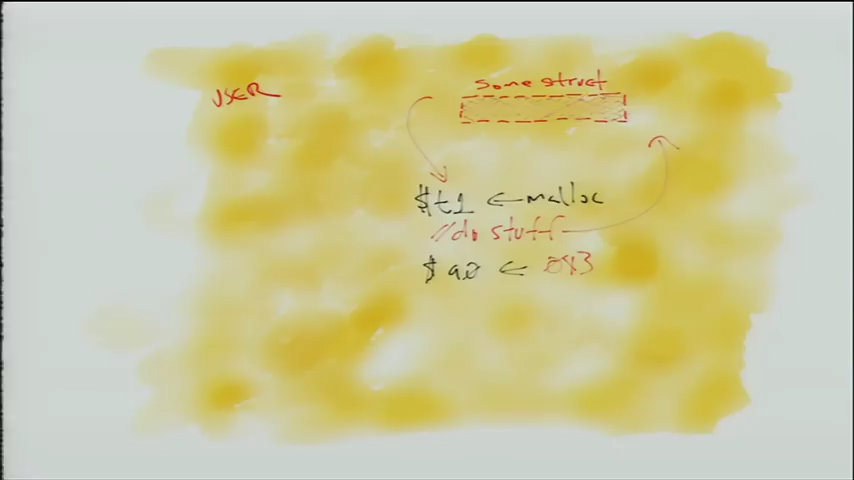 USER
some struct
$t1 ← malloc
//do stuff
$a0 ← 0x3